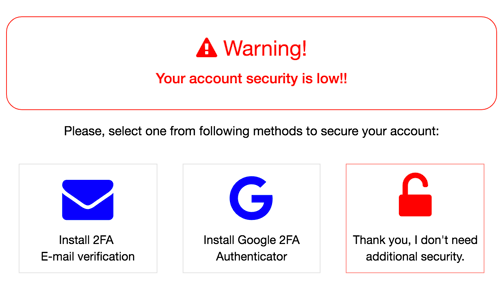 Warning!
Your account security is low!!
Please, select one from following methods to secure your account:
Install 2FA
E-mail verification
Install Google 2FA
Authenticator
Thank you, I don't need
additional security.